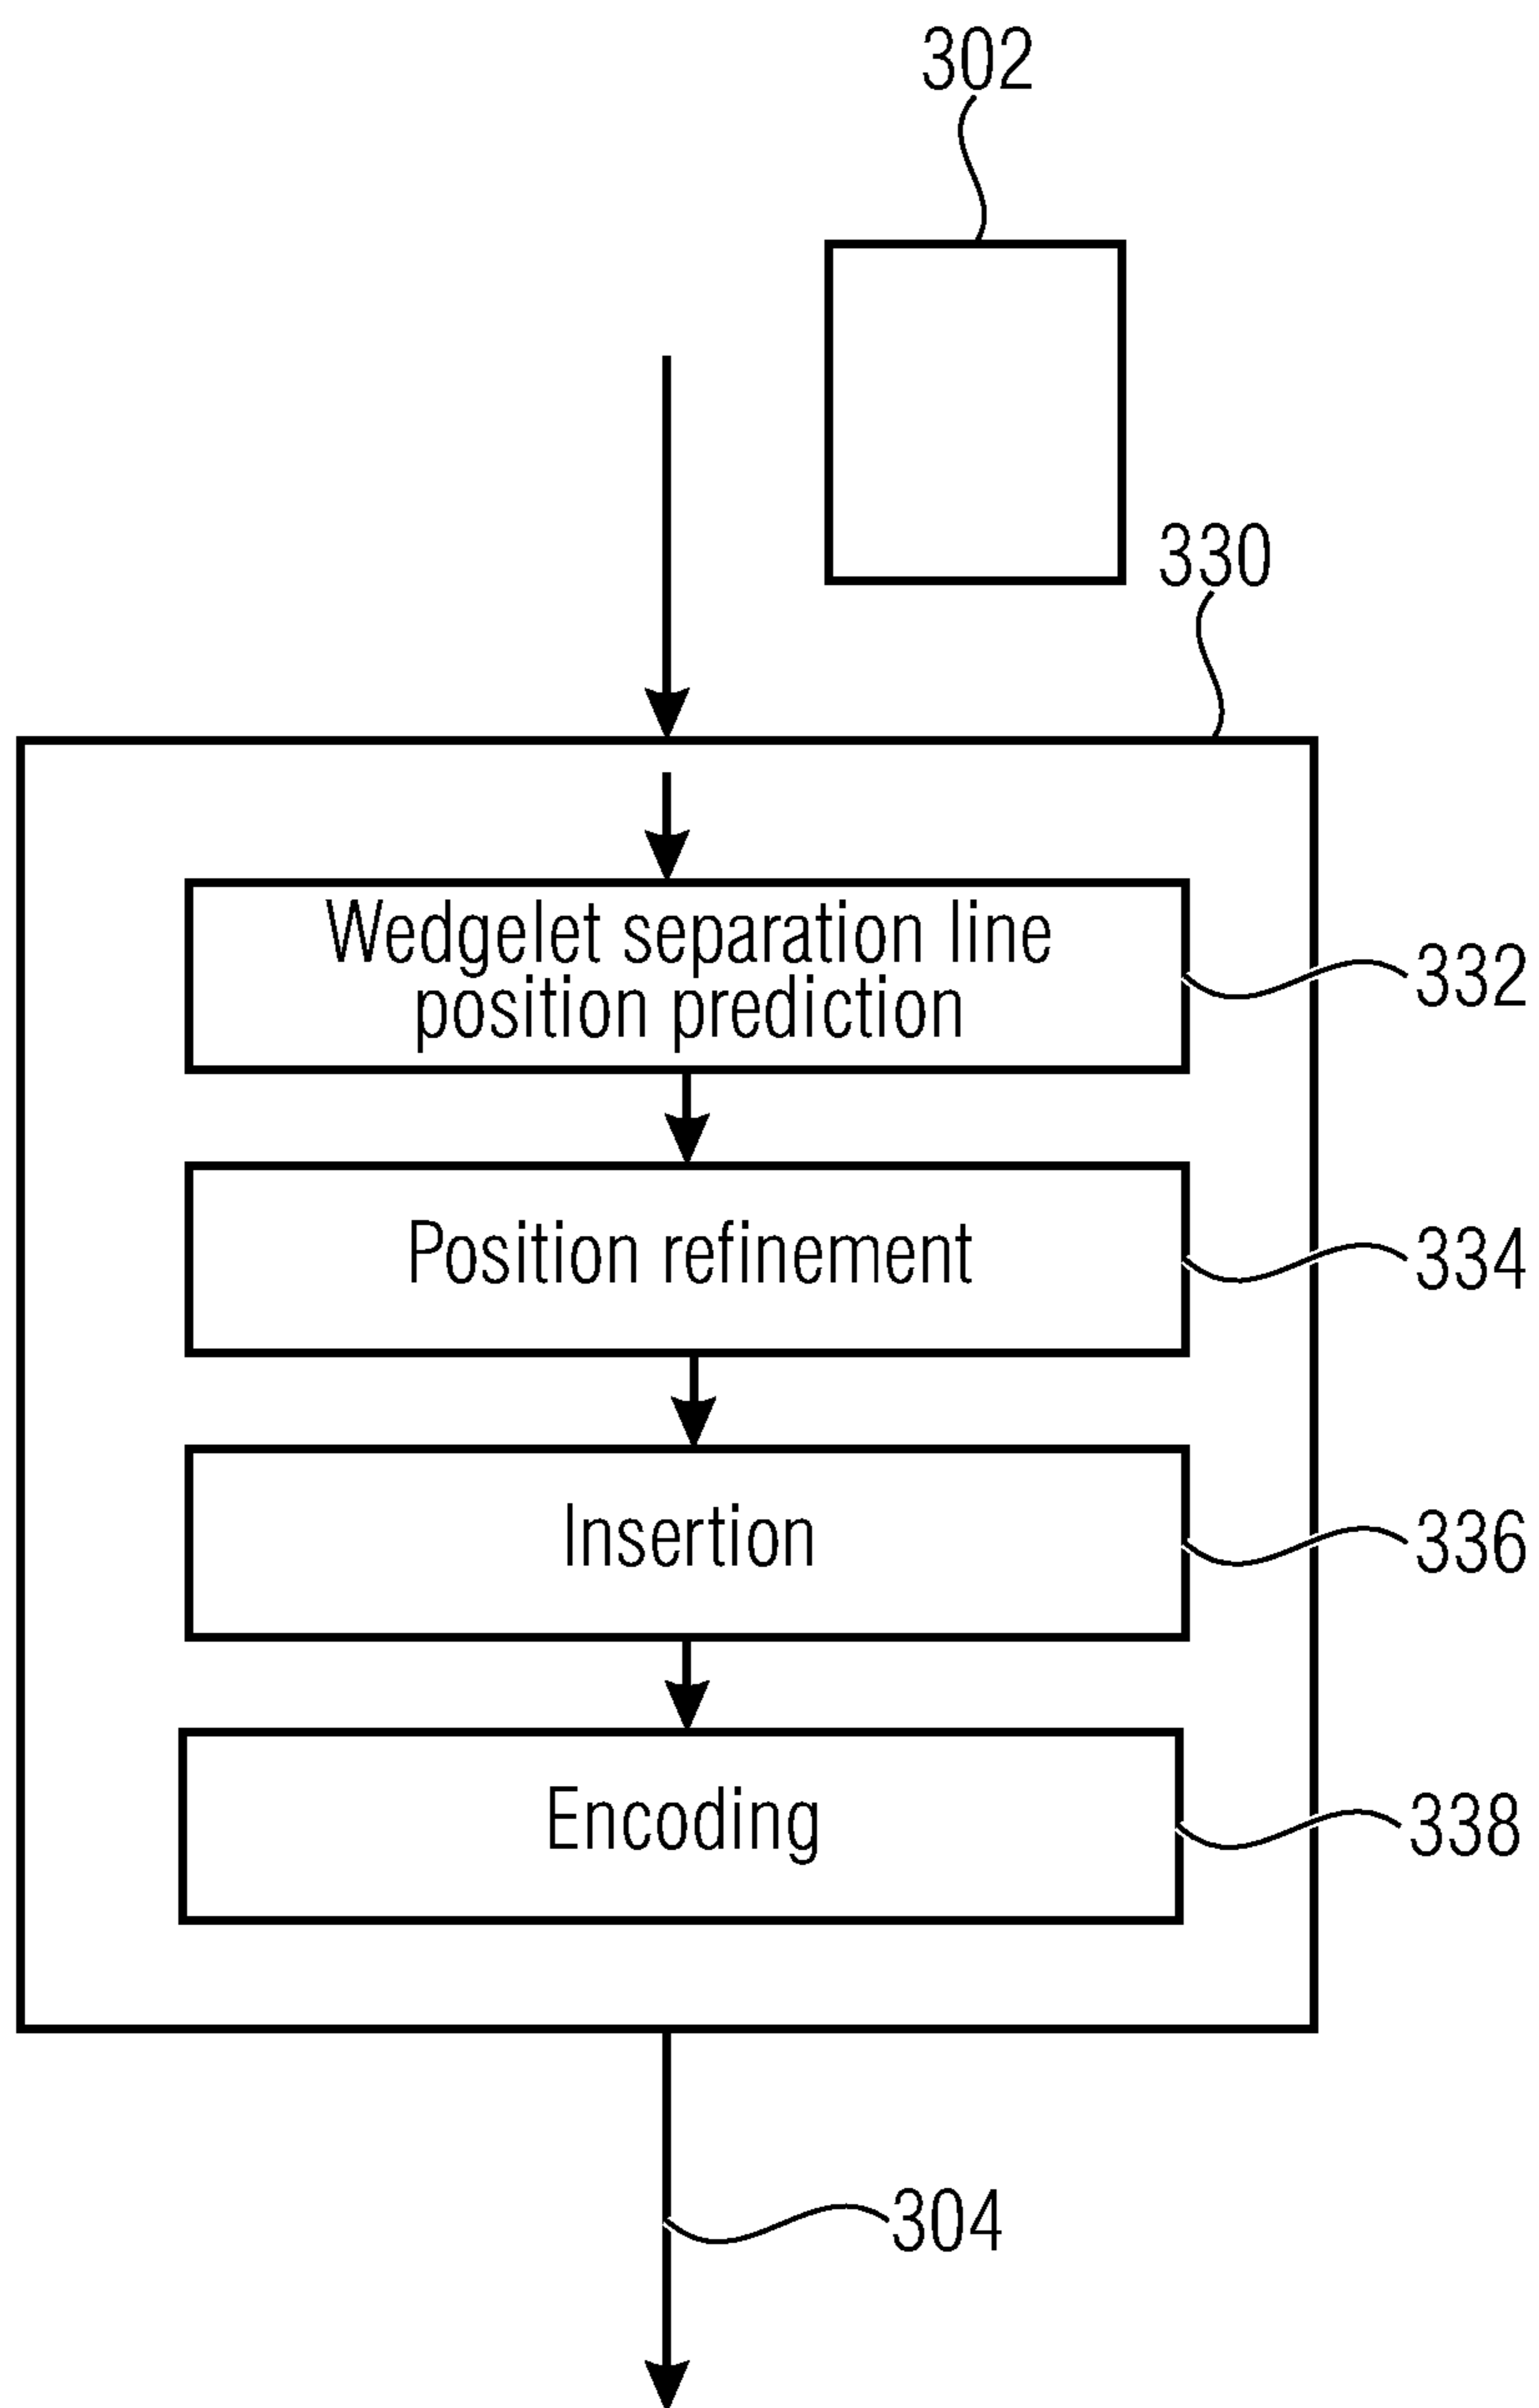 302
330
Wedgelet separation line
position prediction
332
Position refinement
334
Insertion
336
Encoding
338
304